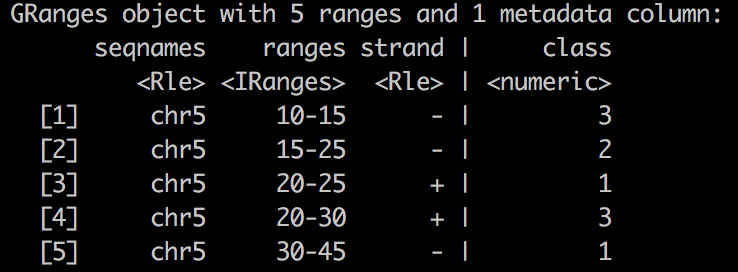 GRanges object with 5 ranges and 1 metadata column:
seqnames ranges strand | class
<Rle> <IRanges> <Rle> | <numeric>
[1] chr5 10-15 - | 3
[2] chr5 15-25 - | 2
[3] chr5 20-25 + | 1
[4] chr5 20-30 + | 3
[5] chr5 30-45 - | 1